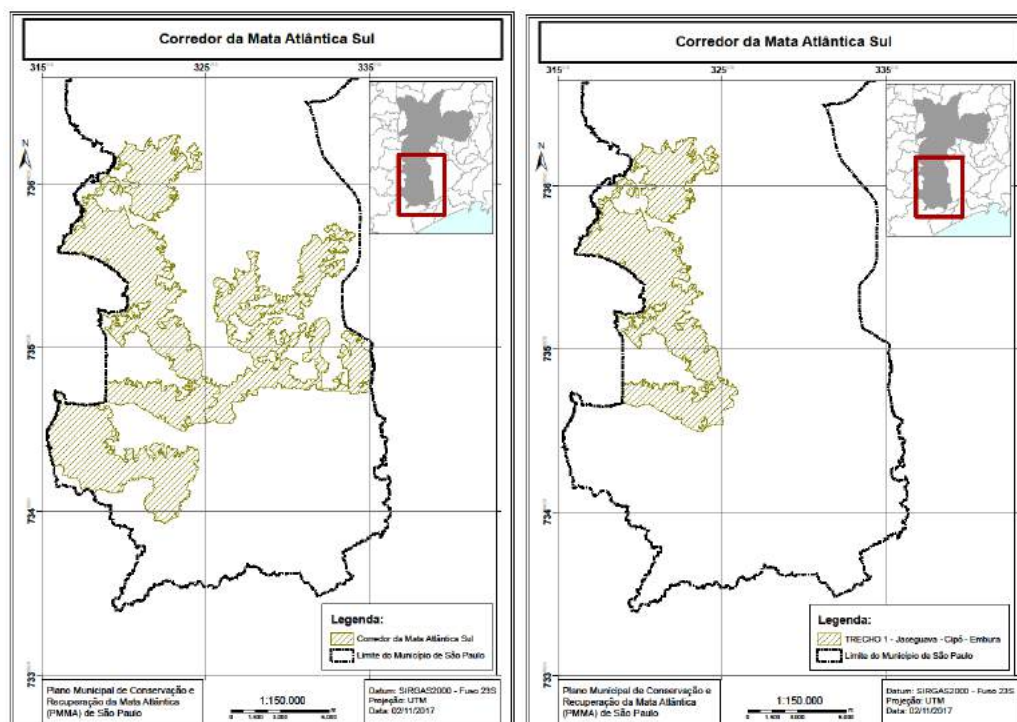 Corredor da Mata Atlântica Sul
315
325
335
N
736
735
734
733
Legenda:
Corredor da Mata Atlântica Sul
Limite do Município de São Paulo
Plano Municipal de Conservação e
Recuperação da Mata Atlântica
(PMMA) de São Paulo
1:150.000
Datum: SIRGAS2000 - Fuso 23S
Projeção: UTM
Data: 02/11/2017
Corredor da Mata Atlântica Sul
315
325
335
N
736
735
734
733
Legenda:
TRECHO 1 - Jaseguava - Cipó - Embura
Limite do Município de São Paulo
Plano Municipal de Conservação e
Recuperação da Mata Atlântica
(PMMA) de São Paulo
1:150.000
Datum: SIRGAS2000 - Fuso 23S
Projeção: UTM
Data: 02/11/2017